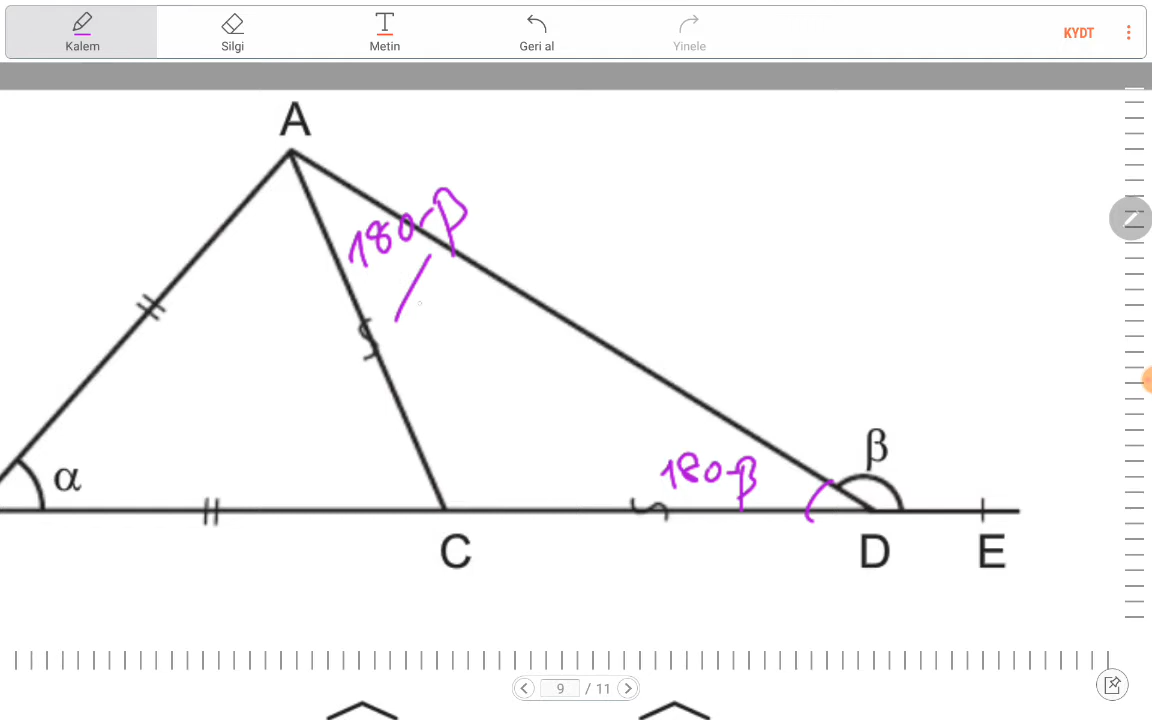 Kalem Silgi Metin Geri al Yinele KYDT
A
180-β
α
180-β
β
C D E
9 / 11